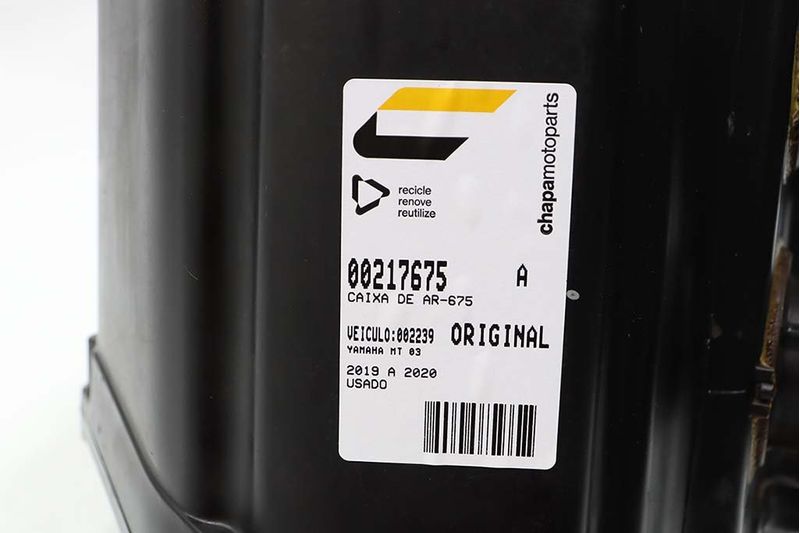 chapamotoparts
recicle
renove
reutilize
00217675 A
CAIXA DE AR-675
VEICULO:002239 ORIGINAL
YAMAHA MT 03
2019 A 2020
USADO